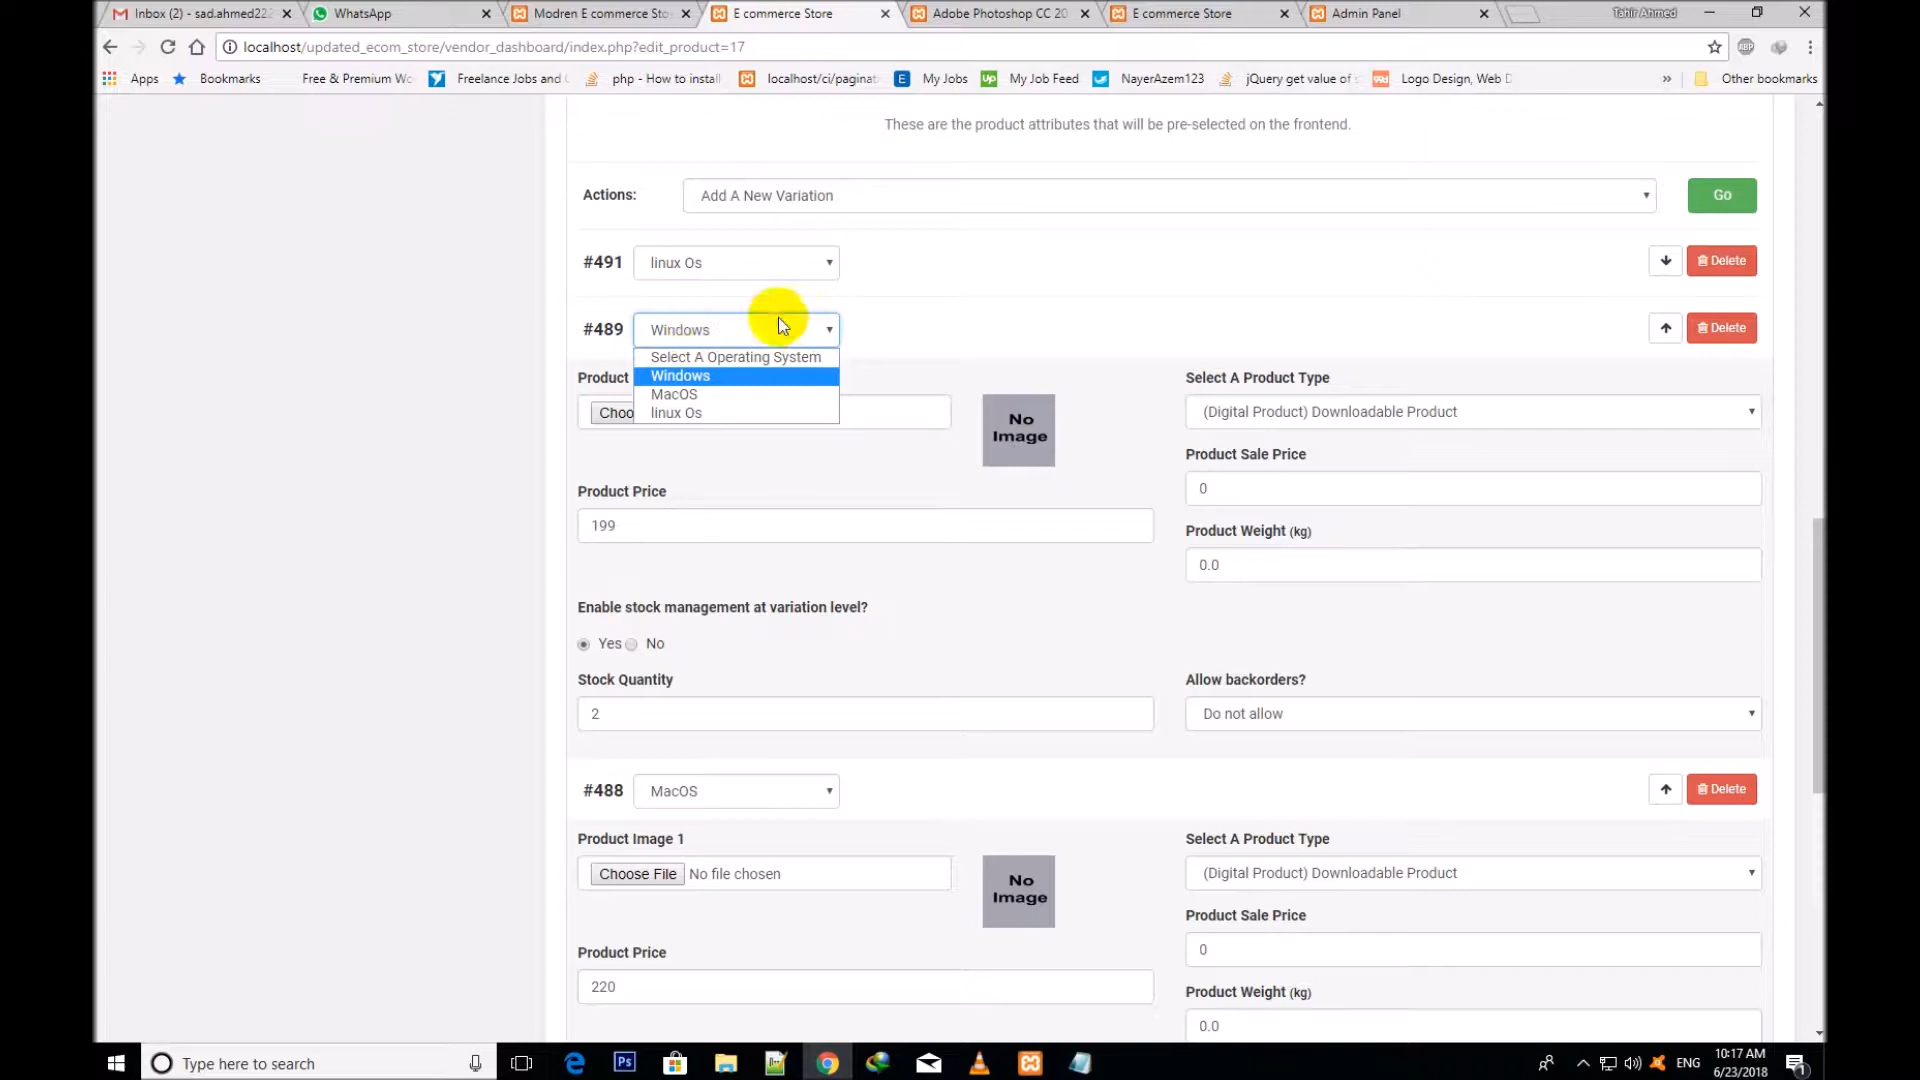 Inbox (2) - sad.ahmed222
WhatsApp
Modren E commerce Sto
E commerce Store
Adobe Photoshop CC 20
E commerce Store
Admin Panel
Tahir Ahmed
localhost/updated_ecom_store/vendor_dashboard/index.php?edit_product=17
ABP
Apps
Bookmarks
Free & Premium Wo
Freelance Jobs and
php - How to install
localhost/ci/paginat
E
My Jobs
Up
My Job Feed
NayerAzem123
jQuery get value of
99d
Logo Design, Web D
»
Other bookmarks
These are the product attributes that will be pre-selected on the frontend.
Actions:
Add A New Variation
Go
#491
linux Os
Delete
#489
Windows
Delete
Select A Operating System
Windows
MacOS
linux Os
Product
Choo
No Image
Select A Product Type
(Digital Product) Downloadable Product
Product Sale Price
0
Product Price
199
Product Weight (kg)
0.0
Enable stock management at variation level?
Yes
No
Stock Quantity
2
Allow backorders?
Do not allow
#488
MacOS
Delete
Product Image 1
Choose File
No file chosen
No Image
Select A Product Type
(Digital Product) Downloadable Product
Product Sale Price
0
Product Price
220
Product Weight (kg)
0.0
Type here to search
Ps
ENG
10:17 AM
6/23/2018
1